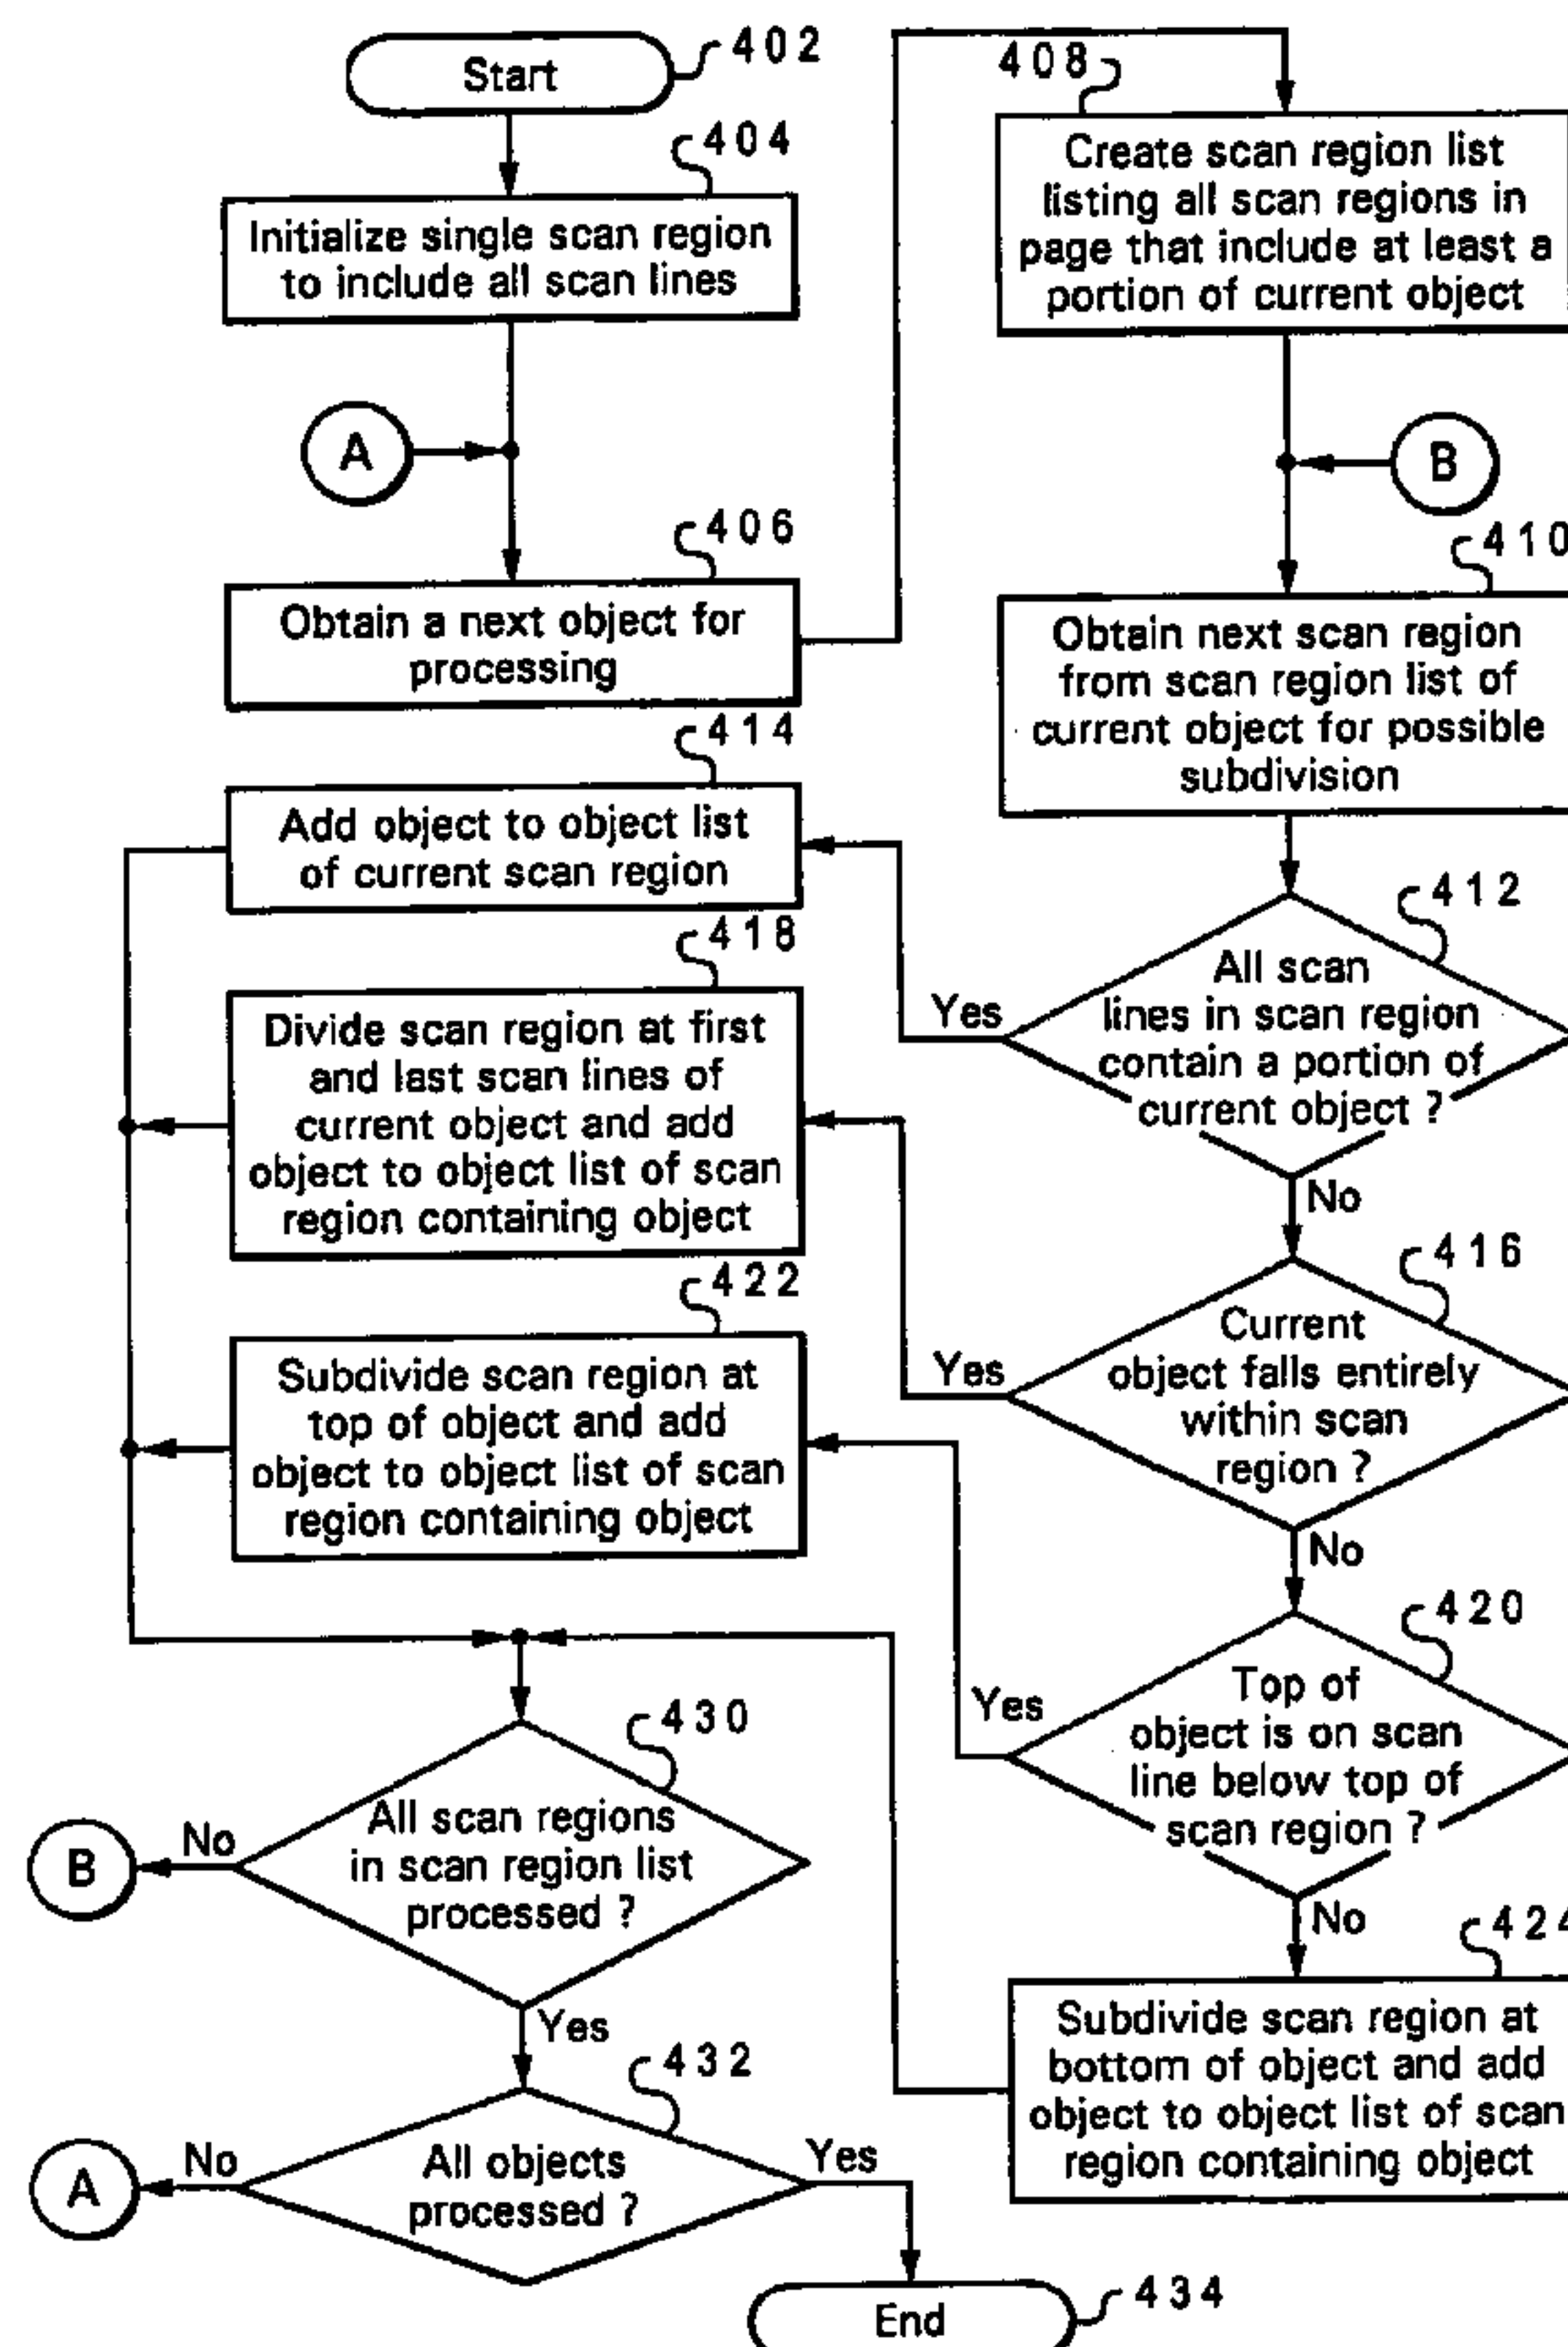 Start
402
404
Initialize single scan region
to include all scan lines
A
406
Obtain a next object for
processing
408
Create scan region list
listing all scan regions in
page that include at least a
portion of current object
B
410
Obtain next scan region
from scan region list of
current object for possible
subdivision
412
All scan
lines in scan region
contain a portion of
current object ?
Yes
No
414
Add object to object list
of current scan region
416
Current
object falls entirely
within scan
region ?
Yes
No
418
Divide scan region at first
and last scan lines of
current object and add
object to object list of scan
region containing object
420
Top of
object is on scan
line below top of
scan region ?
Yes
No
422
Subdivide scan region at
top of object and add
object to object list of scan
region containing object
424
Subdivide scan region at
bottom of object and add
object to object list of scan
region containing object
430
All scan regions
in scan region list
processed ?
No
B
Yes
432
All objects
processed ?
No
A
Yes
End
434